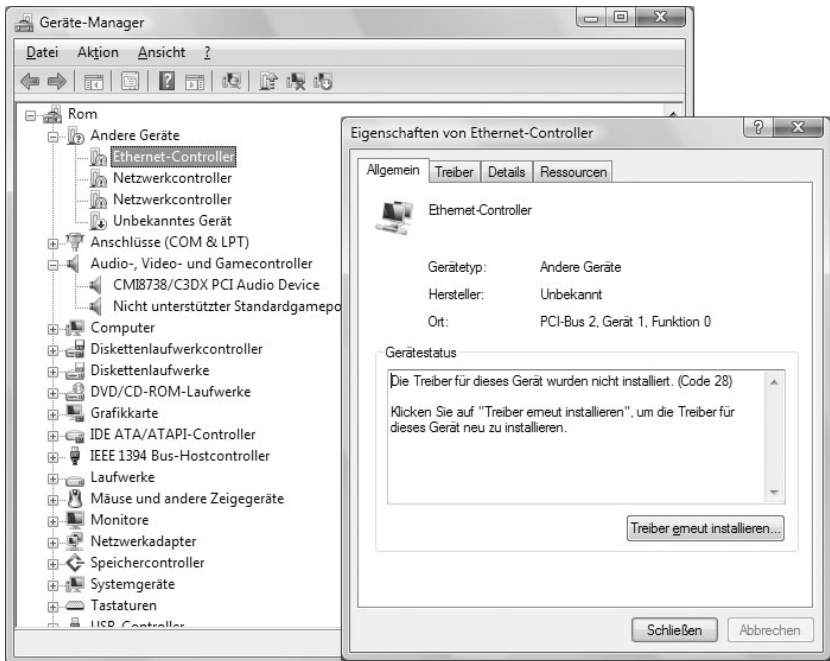 Geräte-Manager
Datei Aktion Ansicht ?
Rom
Andere Geräte
Ethernet-Controller
Netzwerkcontroller
Netzwerkcontroller
Unbekanntes Gerät
Anschlüsse (COM & LPT)
Audio-, Video- und Gamecontroller
CMI8738/C3DX PCI Audio Device
Nicht unterstützter Standardgamepo
Computer
Diskettenlaufwerkcontroller
Diskettenlaufwerke
DVD/CD-ROM-Laufwerke
Grafikkarte
IDE ATA/ATAPI-Controller
IEEE 1394 Bus-Hostcontroller
Laufwerke
Mäuse und andere Zeigegeräte
Monitore
Netzwerkadapter
Speichercontroller
Systemgeräte
Tastaturen
USB-Controller
Eigenschaften von Ethernet-Controller
Allgemein Treiber Details Ressourcen
Ethernet-Controller
Gerätetyp: Andere Geräte
Hersteller: Unbekannt
Ort: PCI-Bus 2, Gerät 1, Funktion 0
Gerätestatus
Die Treiber für dieses Gerät wurden nicht installiert. (Code 28)
Klicken Sie auf "Treiber erneut installieren", um die Treiber für
dieses Gerät neu zu installieren.
Treiber erneut installieren...
Schließen Abbrechen